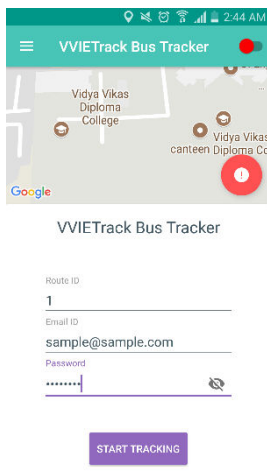 2:44 AM
VVIETrack Bus Tracker
Vidya Vikas
Diploma
College
Vidya Vikas
canteen Diploma Co
Google
VVIETrack Bus Tracker
Route ID
1
Email ID
sample@sample.com
Password
••••••••
START TRACKING